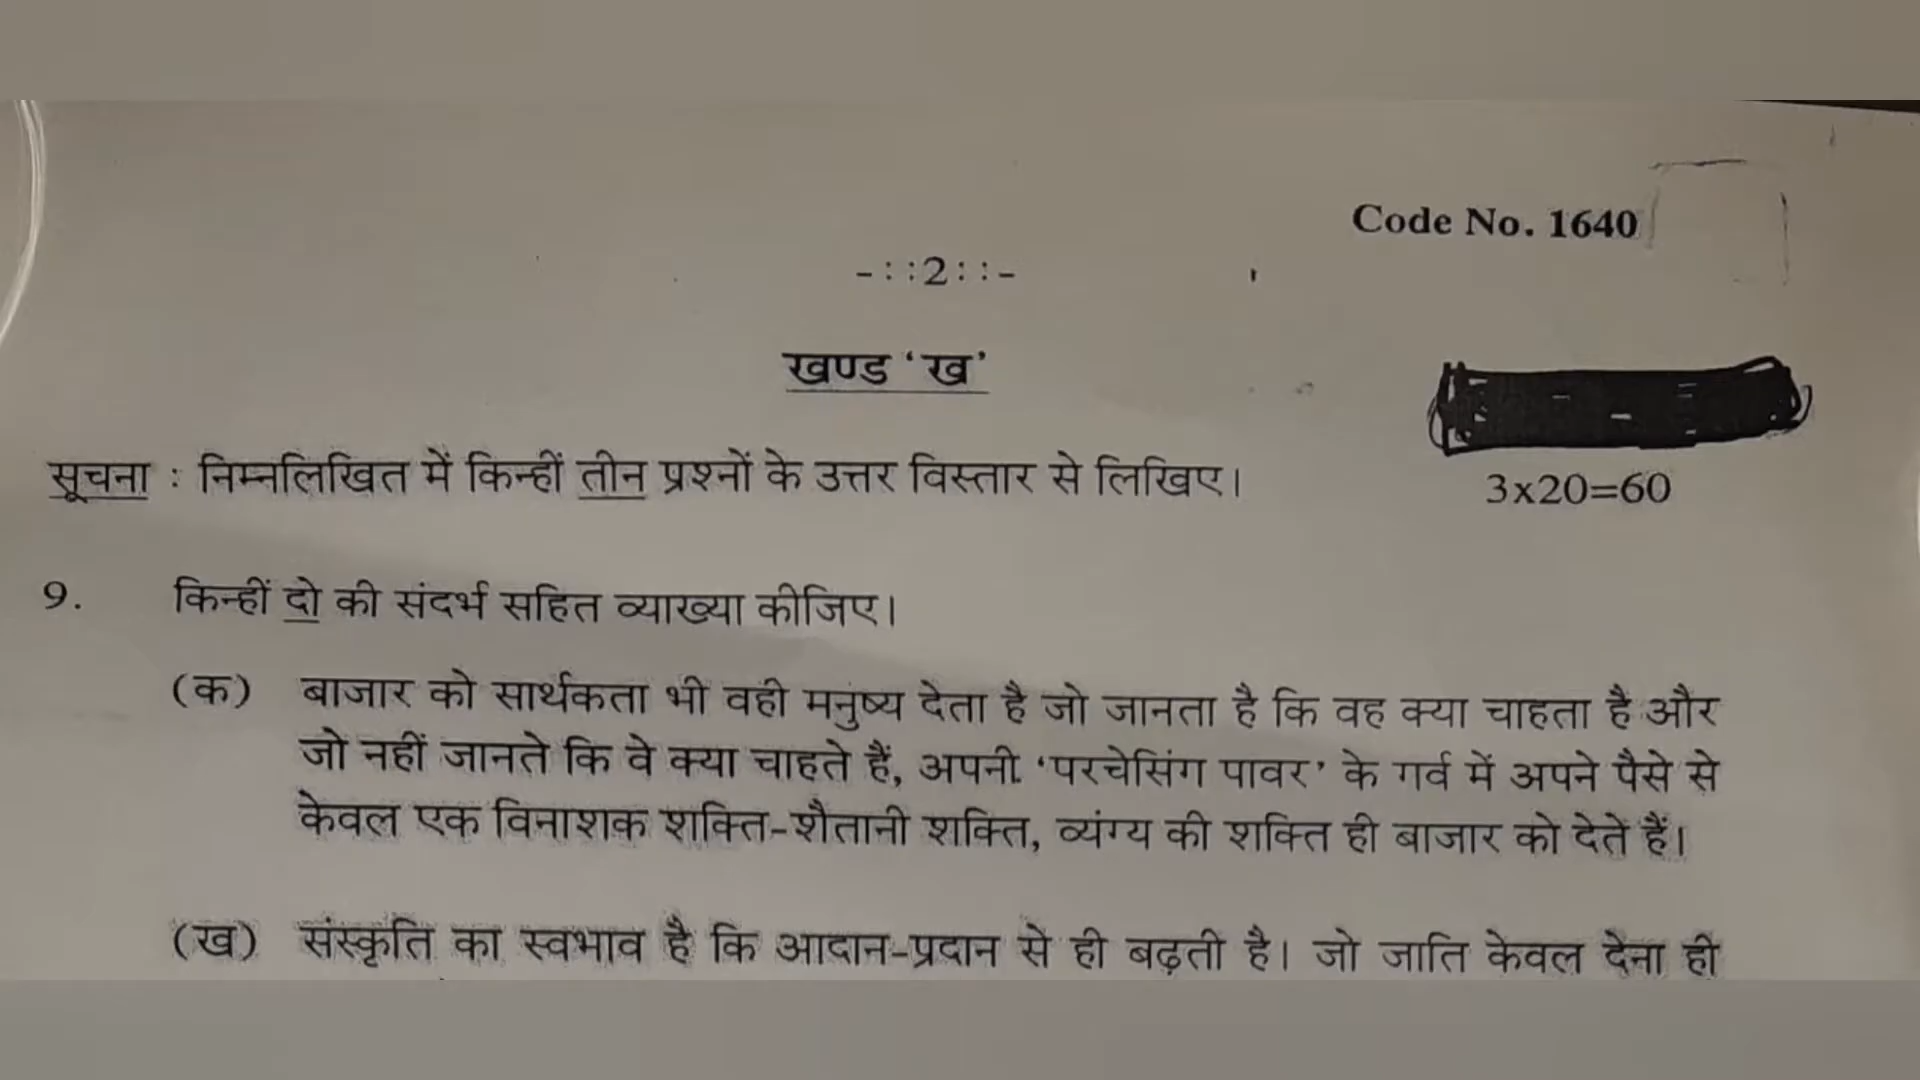 Code No. 1640
-::2::-
खण्ड ‘ख’
सूचना : निम्नलिखित में किन्हीं तीन प्रश्नों के उत्तर विस्तार से लिखिए।
3x20=60
9. किन्हीं दो की संदर्भ सहित व्याख्या कीजिए।
(क) बाजार को सार्थकता भी वही मनुष्य देता है जो जानता है कि वह क्या चाहता है और
जो नहीं जानते कि वे क्या चाहते हैं, अपनी ‘परचेसिंग पावर’ के गर्व में अपने पैसे से
केवल एक विनाशक शक्ति-शैतानी शक्ति, व्यंग्य की शक्ति ही बाजार को देते हैं।
(ख) संस्कृति का स्वभाव है कि आदान-प्रदान से ही बढ़ती है। जो जाति केवल देना ही